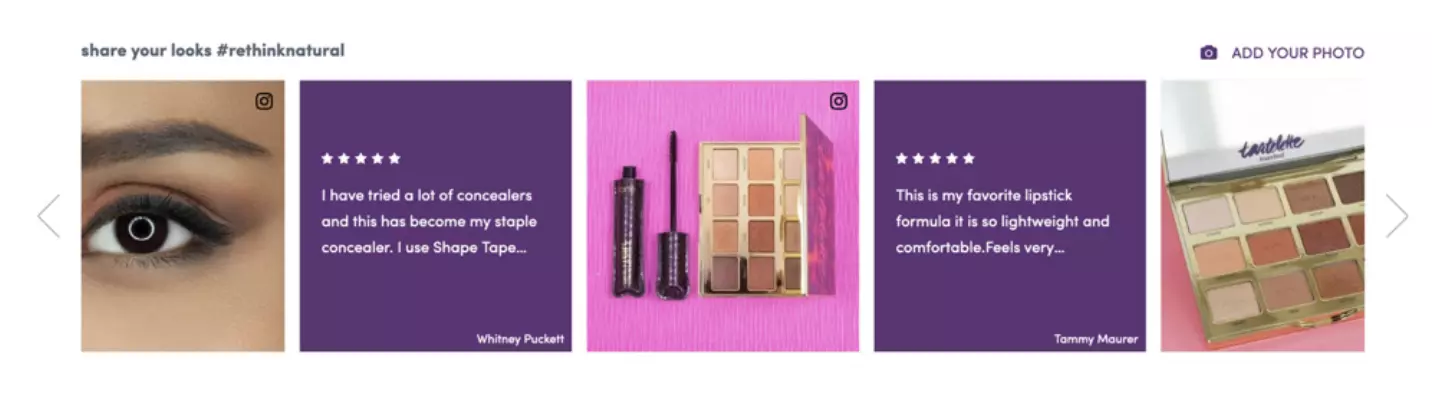 share your looks #rethinknatural
ADD YOUR PHOTO
I have tried a lot of concealers
and this has become my staple
concealer. I use Shape Tape...
Whitney Puckett
This is my favorite lipstick
formula it is so lightweight and
comfortable.Feels very...
Tammy Maurer
tartelette